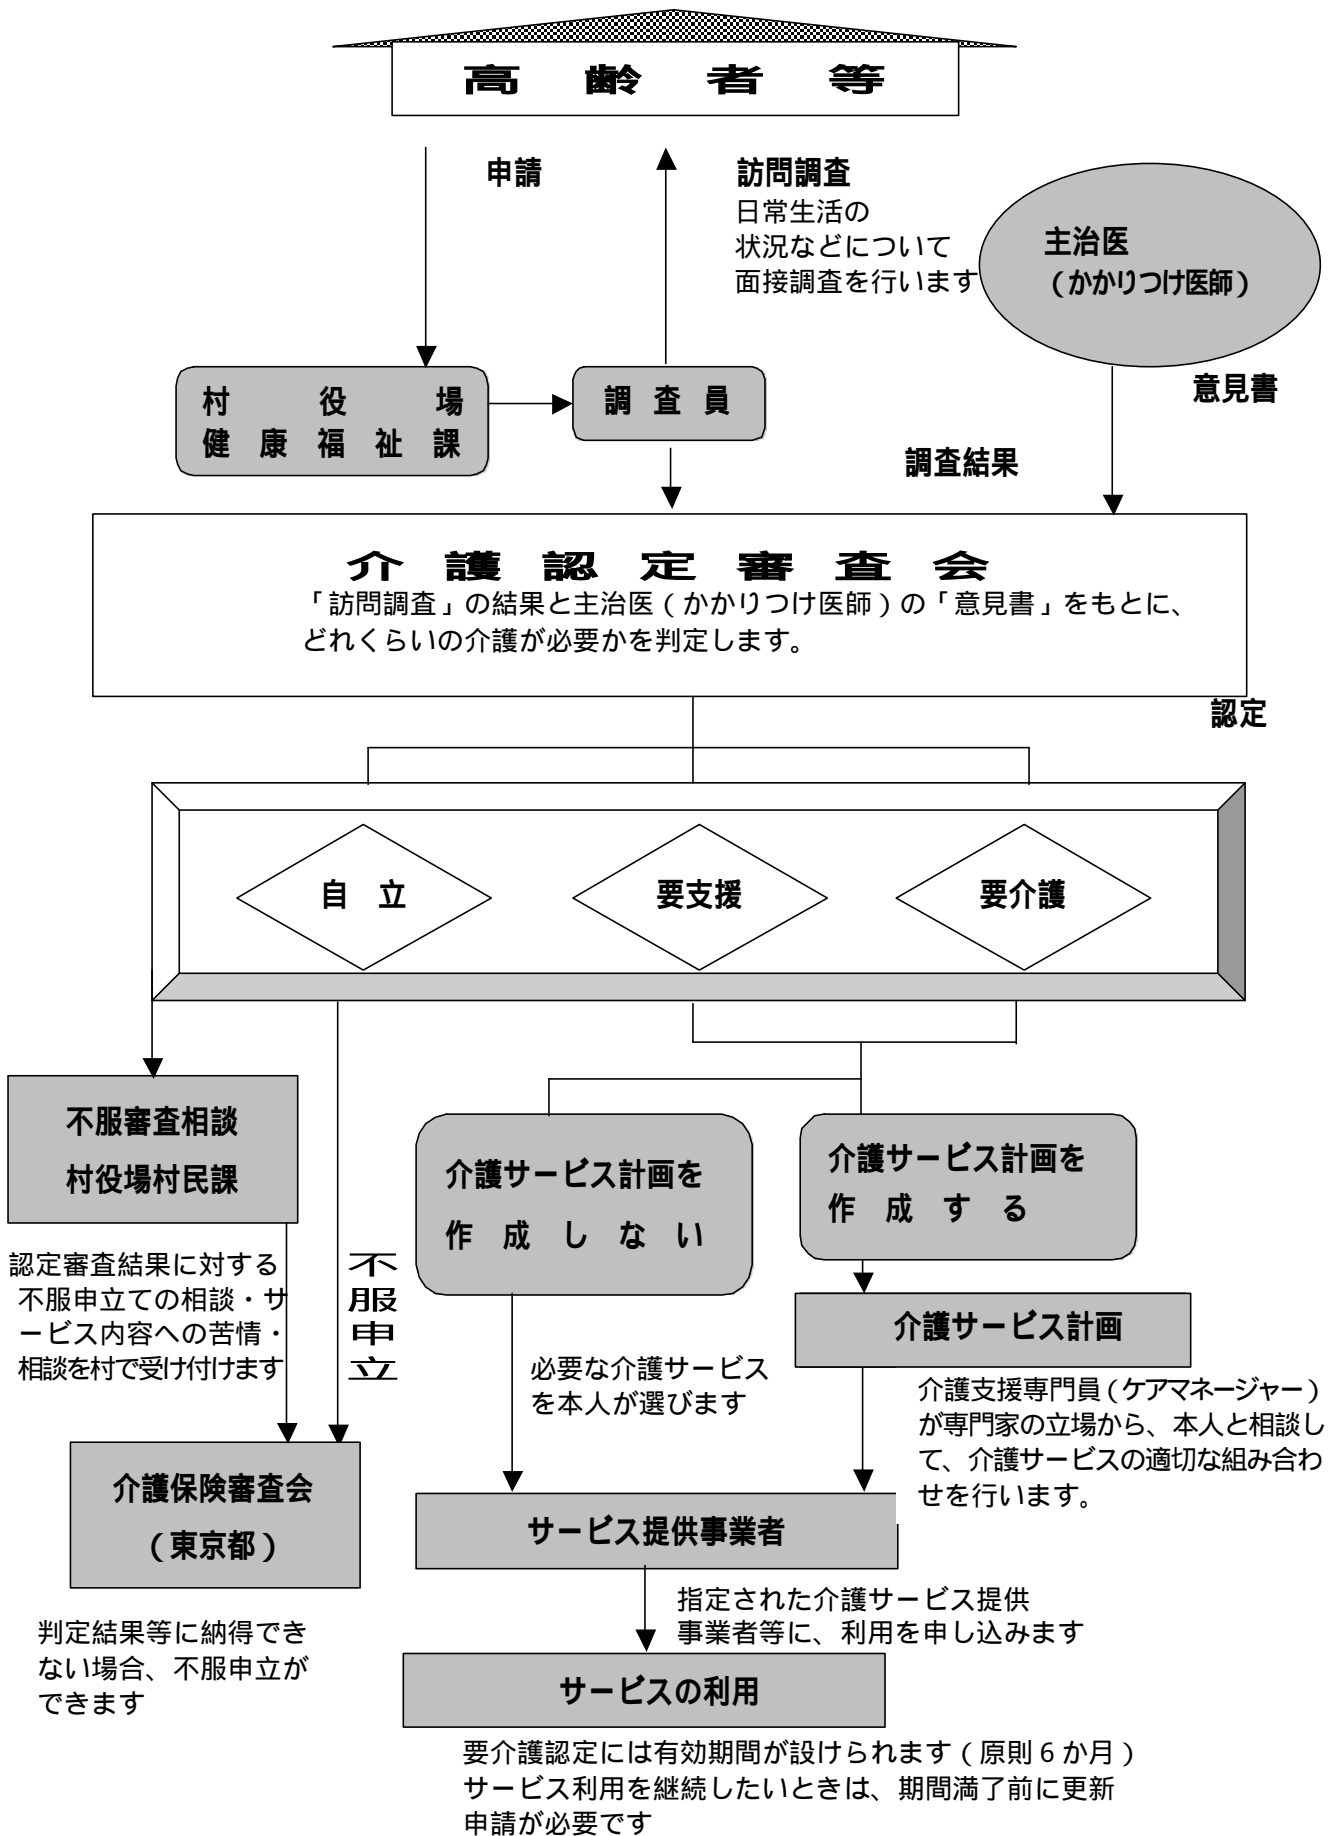 高齢者等
申請
訪問調査
日常生活の
状況などについて
面接調査を行います
主治医
（かかりつけ医師）
村役場
健康福祉課
調査員
意見書
調査結果
介護認定審査会
「訪問調査」の結果と主治医（かかりつけ医師）の「意見書」をもとに、
どれくらいの介護が必要かを判定します。
認定
自立
要支援
要介護
不服審査相談
村役場村民課
認定審査結果に対する
不服申立ての相談・サ
ービス内容への苦情・
相談を村で受け付けます
不服申立
介護サービス計画を
作成しない
介護サービス計画を
作成する
介護サービス計画
必要な介護サービス
を本人が選びます
介護支援専門員（ケアマネージャー）
が専門家の立場から、本人と相談し
て、介護サービスの適切な組み合わ
せを行います。
介護保険審査会
（東京都）
サービス提供事業者
判定結果等に納得でき
ない場合、不服申立が
できます
指定された介護サービス提供
事業者等に、利用を申し込みます
サービスの利用
要介護認定には有効期間が設けられます（原則６か月）
サービス利用を継続したいときは、期間満了前に更新
申請が必要です